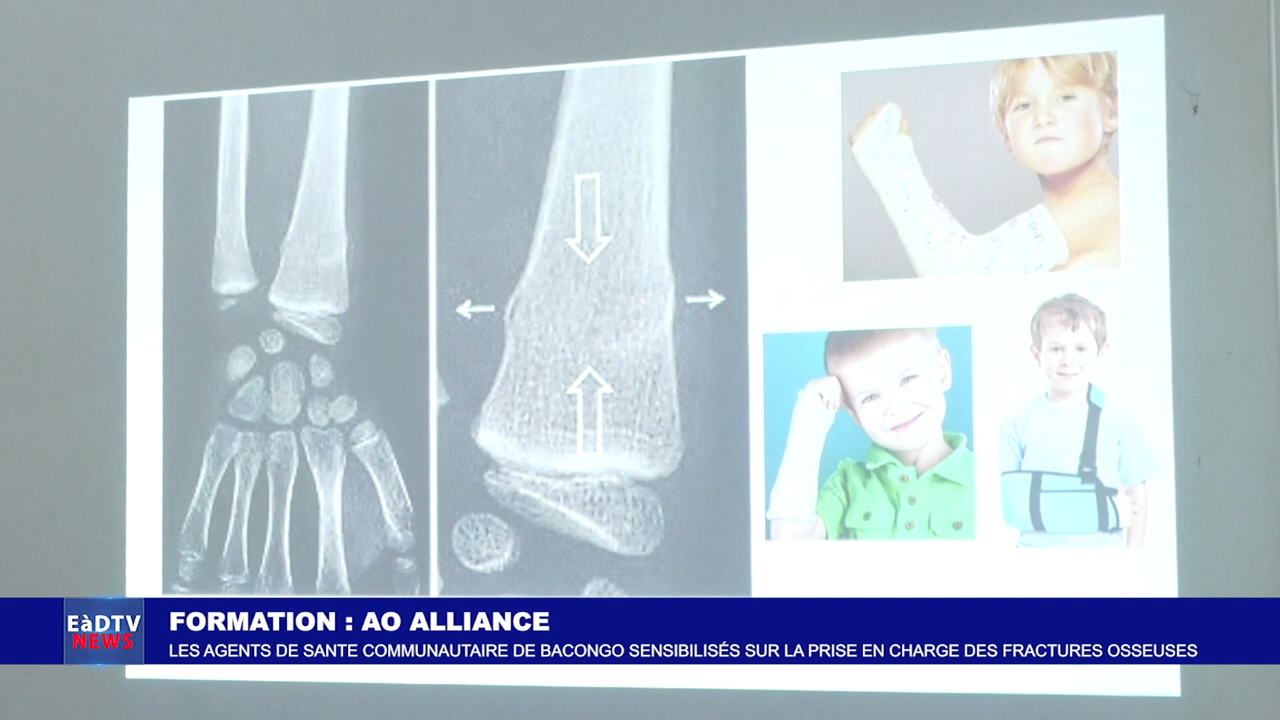 EàDTV
NEWS
FORMATION : AO ALLIANCE
LES AGENTS DE SANTE COMMUNAUTAIRE DE BACONGO SENSIBILISÉS SUR LA PRISE EN CHARGE DES FRACTURES OSSEUSES